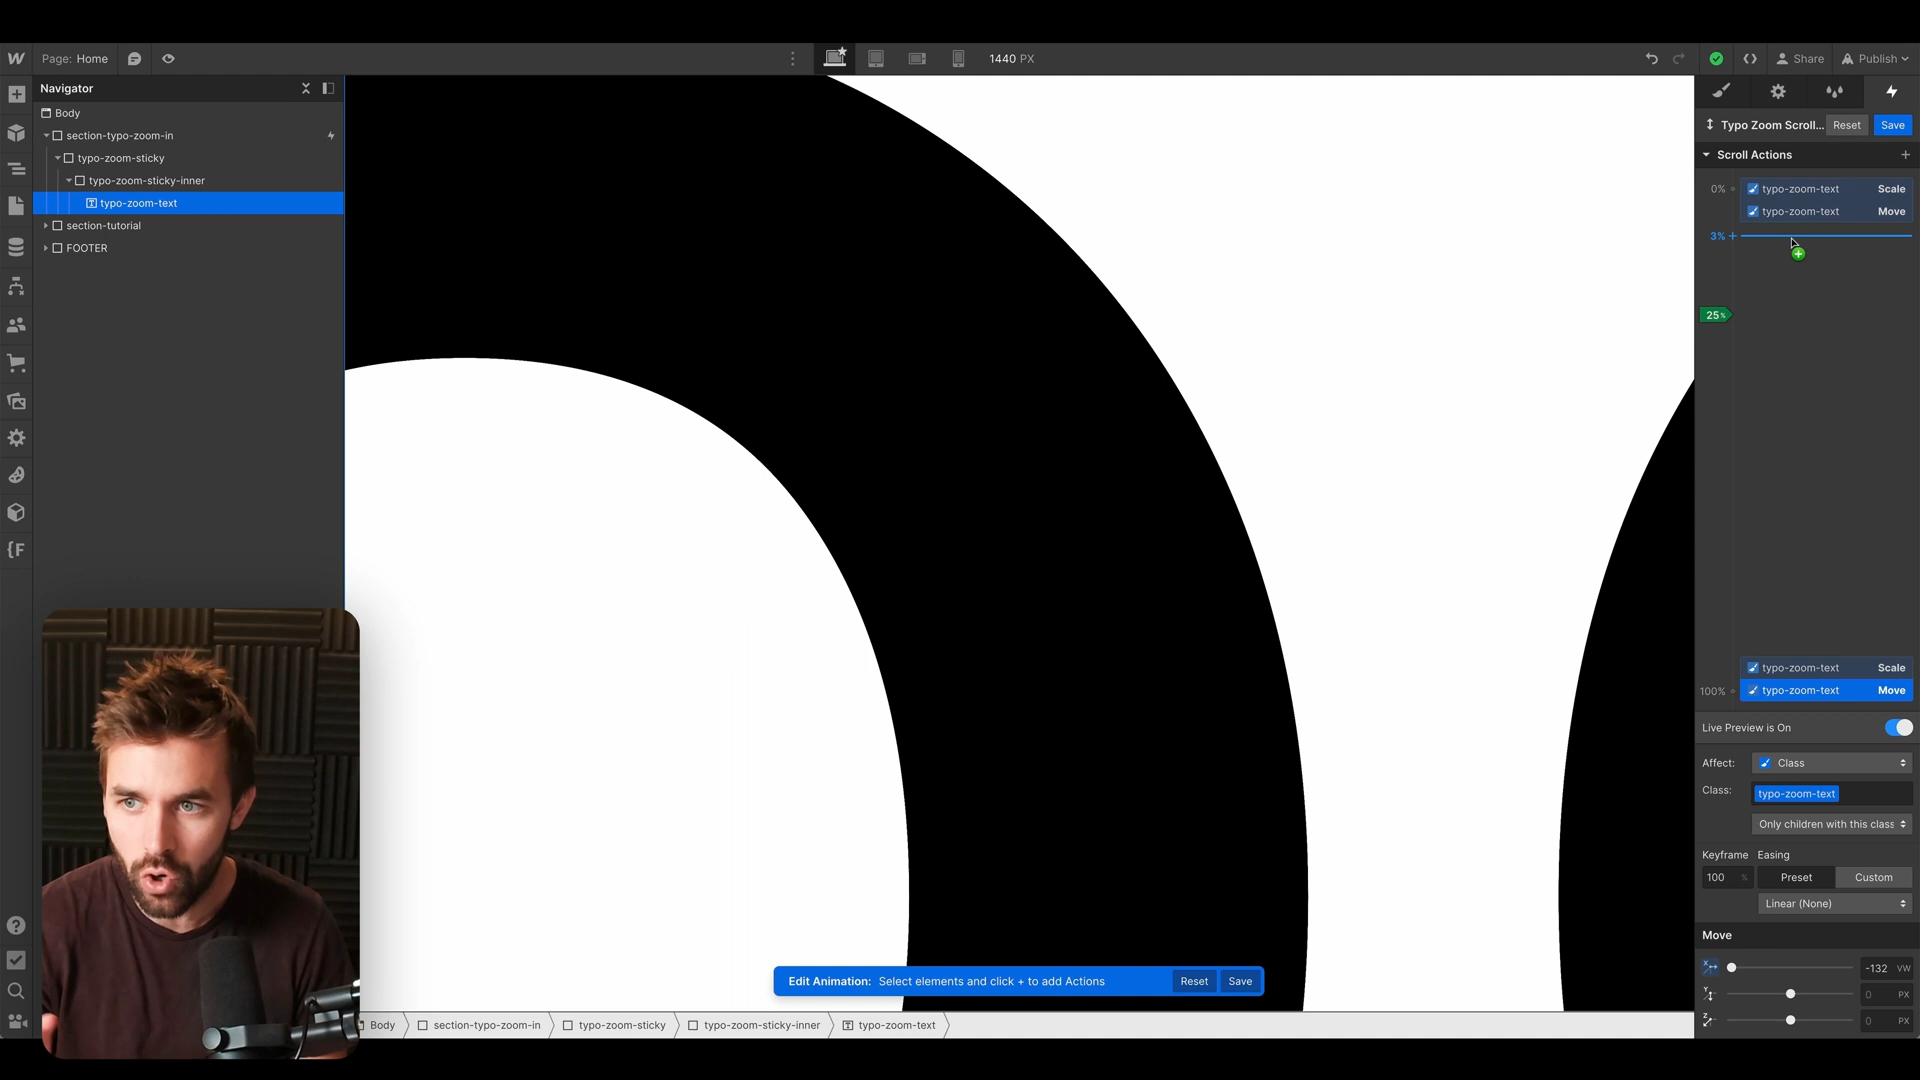 Page: Home
1440 PX
Share
Publish
Navigator
Body
section-typo-zoom-in
typo-zoom-sticky
typo-zoom-sticky-inner
typo-zoom-text
section-tutorial
FOOTER
Typo Zoom Scroll...
Reset
Save
Scroll Actions
0%
typo-zoom-text Scale
typo-zoom-text Move
3% +
25%
typo-zoom-text Scale
100%
typo-zoom-text Move
Live Preview is On
Affect: Class
Class: typo-zoom-text
Only children with this class
Keyframe Easing
100 % Preset Custom
Linear (None)
Move
X -132 VW
Y 0 PX
Z 0 PX
Edit Animation: Select elements and click + to add Actions Reset Save
Body section-typo-zoom-in typo-zoom-sticky typo-zoom-sticky-inner typo-zoom-text